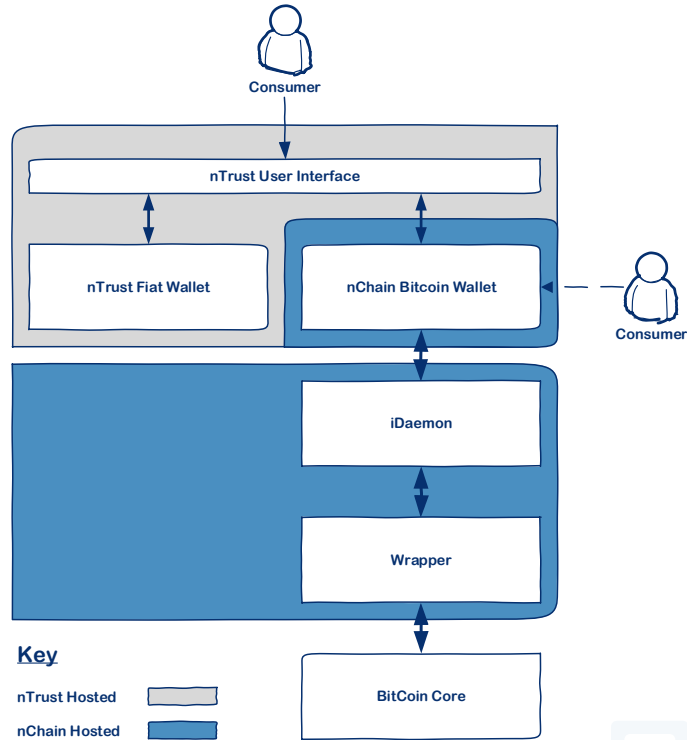 Consumer
nTrust User Interface
nTrust Fiat Wallet
nChain Bitcoin Wallet
Consumer
iDaemon
Wrapper
BitCoin Core
Key
nTrust Hosted
nChain Hosted